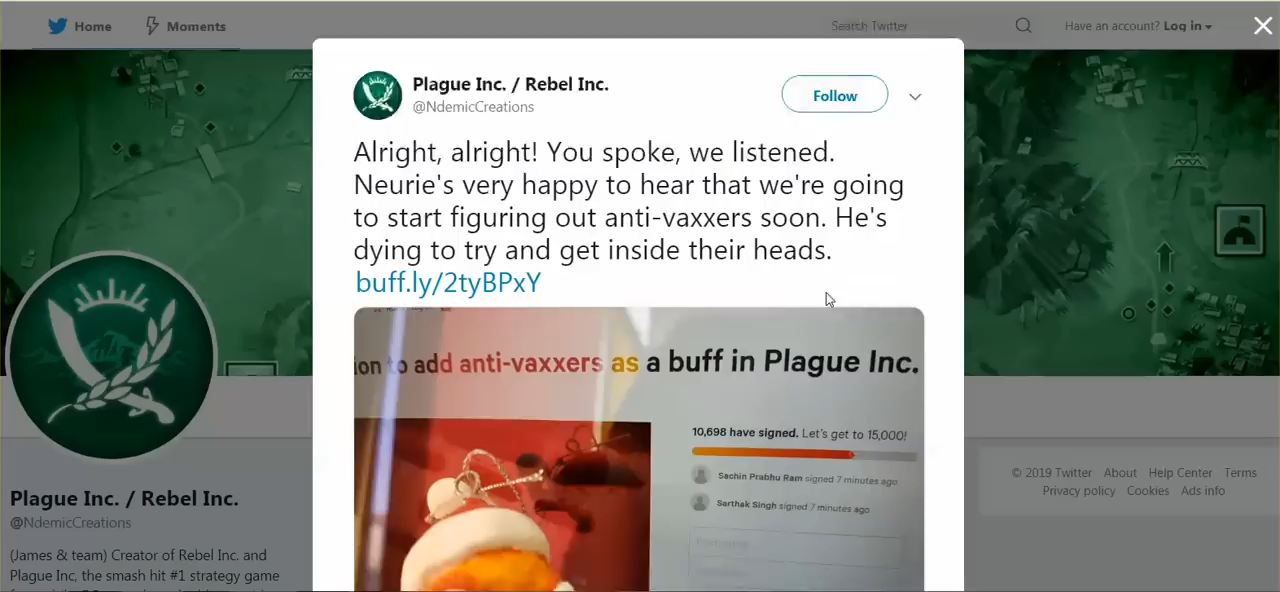 Home
Moments
Search Twitter
Have an account? Log in
Plague Inc. / Rebel Inc.
@NdemicCreations
Follow
Alright, alright! You spoke, we listened.
Neurie's very happy to hear that we're going
to start figuring out anti-vaxxers soon. He's
dying to try and get inside their heads.
buff.ly/2tyBPxY
ion to add anti-vaxxers as a buff in Plague Inc.
10,698 have signed. Let's get to 15,000!
Sachin Prabhu Ram signed 7 minutes ago
Sarthak Singh signed 7 minutes ago
Plague Inc. / Rebel Inc.
@NdemicCreations
(James & team) Creator of Rebel Inc. and
Plague Inc, the smash hit #1 strategy game
© 2019 Twitter About Help Center Terms
Privacy policy Cookies Ads info